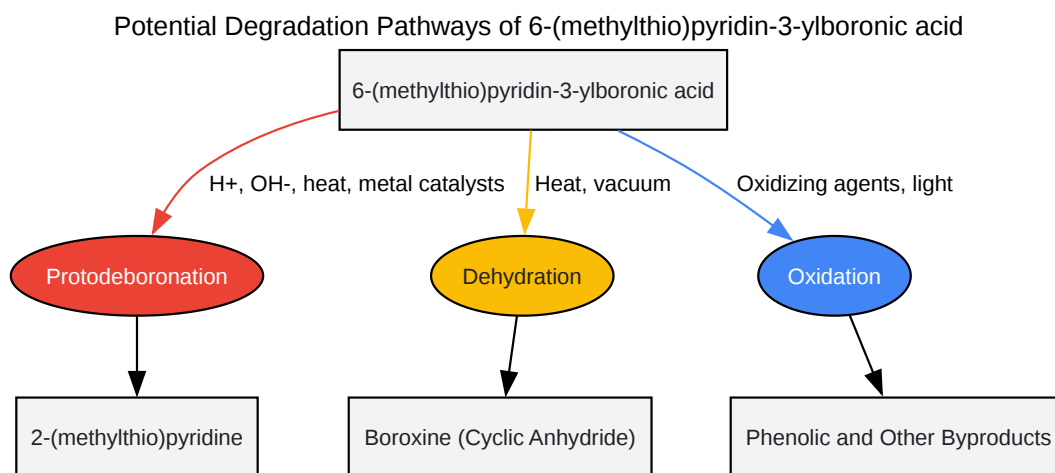 Potential Degradation Pathways of 6-(methylthio)pyridin-3-ylboronic acid
6-(methylthio)pyridin-3-ylboronic acid
H+, OH-, heat, metal catalysts
Heat, vacuum
Oxidizing agents, light
Protodeboronation
Dehydration
Oxidation
2-(methylthio)pyridine
Boroxine (Cyclic Anhydride)
Phenolic and Other Byproducts